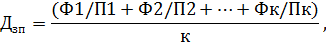 Дзп = (Ф1/П1 + Ф2/П2 + ⋯ + Фк/Пк) / к ,